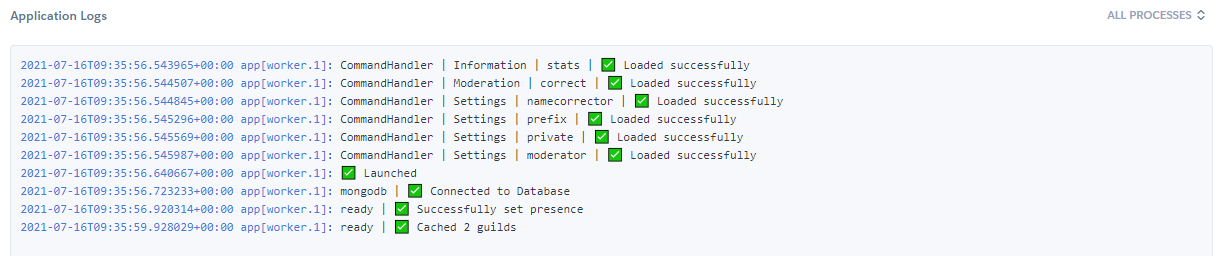 Application Logs
ALL PROCESSES
2021-07-16T09:35:56.543965+00:00 app[worker.1]: CommandHandler | Information | stats | ✅ Loaded successfully
2021-07-16T09:35:56.544507+00:00 app[worker.1]: CommandHandler | Moderation | correct | ✅ Loaded successfully
2021-07-16T09:35:56.544845+00:00 app[worker.1]: CommandHandler | Settings | namecorrector | ✅ Loaded successfully
2021-07-16T09:35:56.545296+00:00 app[worker.1]: CommandHandler | Settings | prefix | ✅ Loaded successfully
2021-07-16T09:35:56.545569+00:00 app[worker.1]: CommandHandler | Settings | private | ✅ Loaded successfully
2021-07-16T09:35:56.545987+00:00 app[worker.1]: CommandHandler | Settings | moderator | ✅ Loaded successfully
2021-07-16T09:35:56.640667+00:00 app[worker.1]: ✅ Launched
2021-07-16T09:35:56.723233+00:00 app[worker.1]: mongodb | ✅ Connected to Database
2021-07-16T09:35:56.920314+00:00 app[worker.1]: ready | ✅ Successfully set presence
2021-07-16T09:35:59.928029+00:00 app[worker.1]: ready | ✅ Cached 2 guilds